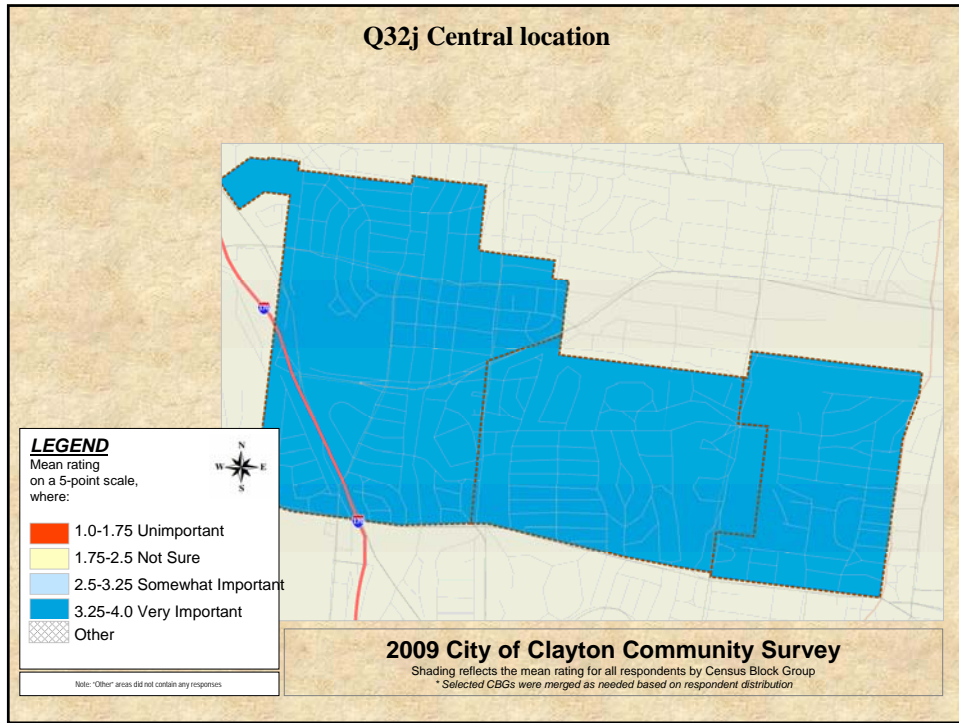 Q32j Central location
LEGEND
Mean rating
on a 5-point scale,
where:
N
W E
S
1.0-1.75 Unimportant
1.75-2.5 Not Sure
2.5-3.25 Somewhat Important
3.25-4.0 Very Important
Other
Note: "Other" areas did not contain any responses
2009 City of Clayton Community Survey
Shading reflects the mean rating for all respondents by Census Block Group
* Selected CBGs were merged as needed based on respondent distribution